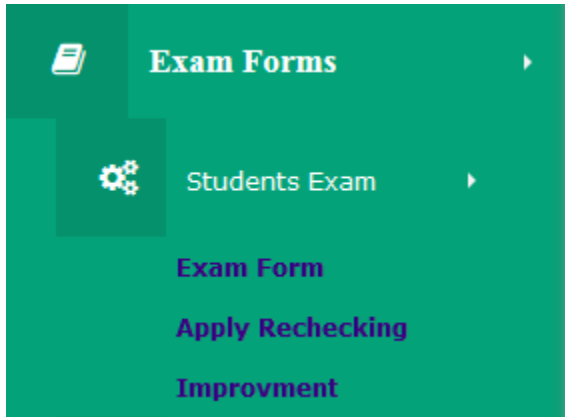 Exam Forms
Students Exam
Exam Form
Apply Rechecking
Improvment